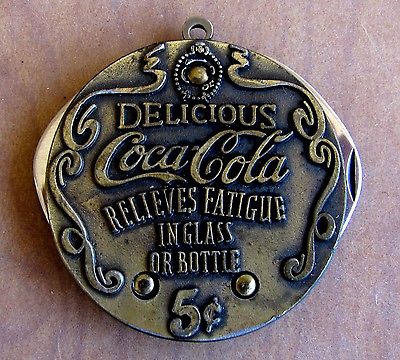 DELICIOUS
Coca-Cola
RELIEVES FATIGUE
IN GLASS
OR BOTTLE
5¢